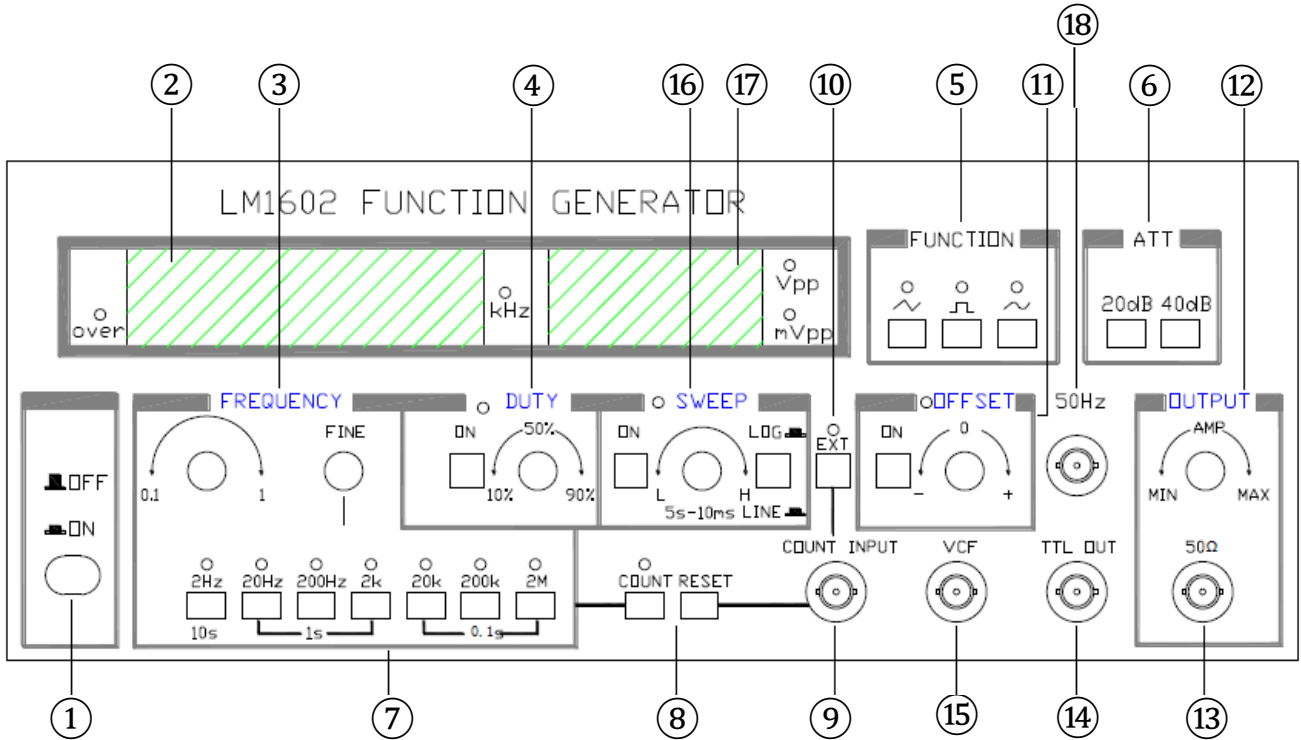 ⑱
② ③ ④ ⑯ ⑰ ⑩ ⑤ ⑪ ⑥ ⑫
LM1602 FUNCTION GENERATOR
over
kHz
Vpp
mVpp
FUNCTION
ATT
20dB 40dB
OFF
ON
FREQUENCY
FINE
0.1 1
2Hz 20Hz 200Hz 2k 20k 200k 2M
10s 1s 0.1s
DUTY
ON
50%
10% 90%
SWEEP
ON
LOG
L H
5s-10ms LINE
EXT
OFFSET
ON
0
- +
50Hz
OUTPUT
AMP
MIN MAX
COUNT RESET
COUNT INPUT
VCF
TTL OUT
50Ω
① ⑦ ⑧ ⑨ ⑮ ⑭ ⑬